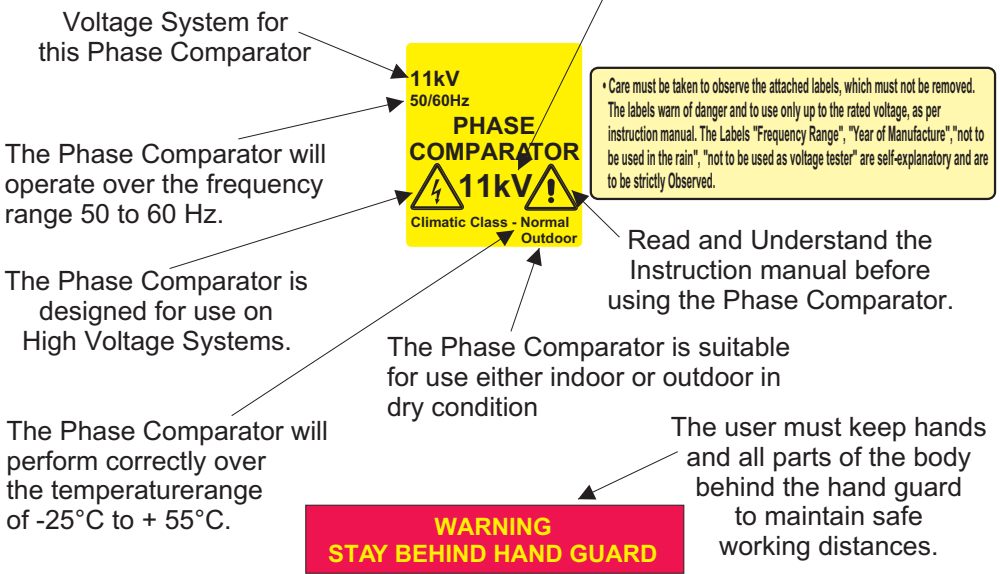 Voltage System for
this Phase Comparator
11kV
50/60Hz
PHASE
COMPARATOR
11kV
Climatic Class - Normal
Outdoor
• Care must be taken to observe the attached labels, which must not be removed.
The labels warn of danger and to use only up to the rated voltage, as per
instruction manual. The Labels "Frequency Range", "Year of Manufacture","not to
be used in the rain", "not to be used as voltage tester" are self-explanatory and are
to be strictly Observed.
The Phase Comparator will
operate over the frequency
range 50 to 60 Hz.
Read and Understand the
Instruction manual before
using the Phase Comparator.
The Phase Comparator is
designed for use on
High Voltage Systems.
The Phase Comparator is suitable
for use either indoor or outdoor in
dry condition
The Phase Comparator will
perform correctly over
the temperaturerange
of -25°C to + 55°C.
The user must keep hands
and all parts of the body
behind the hand guard
to maintain safe
working distances.
WARNING
STAY BEHIND HAND GUARD